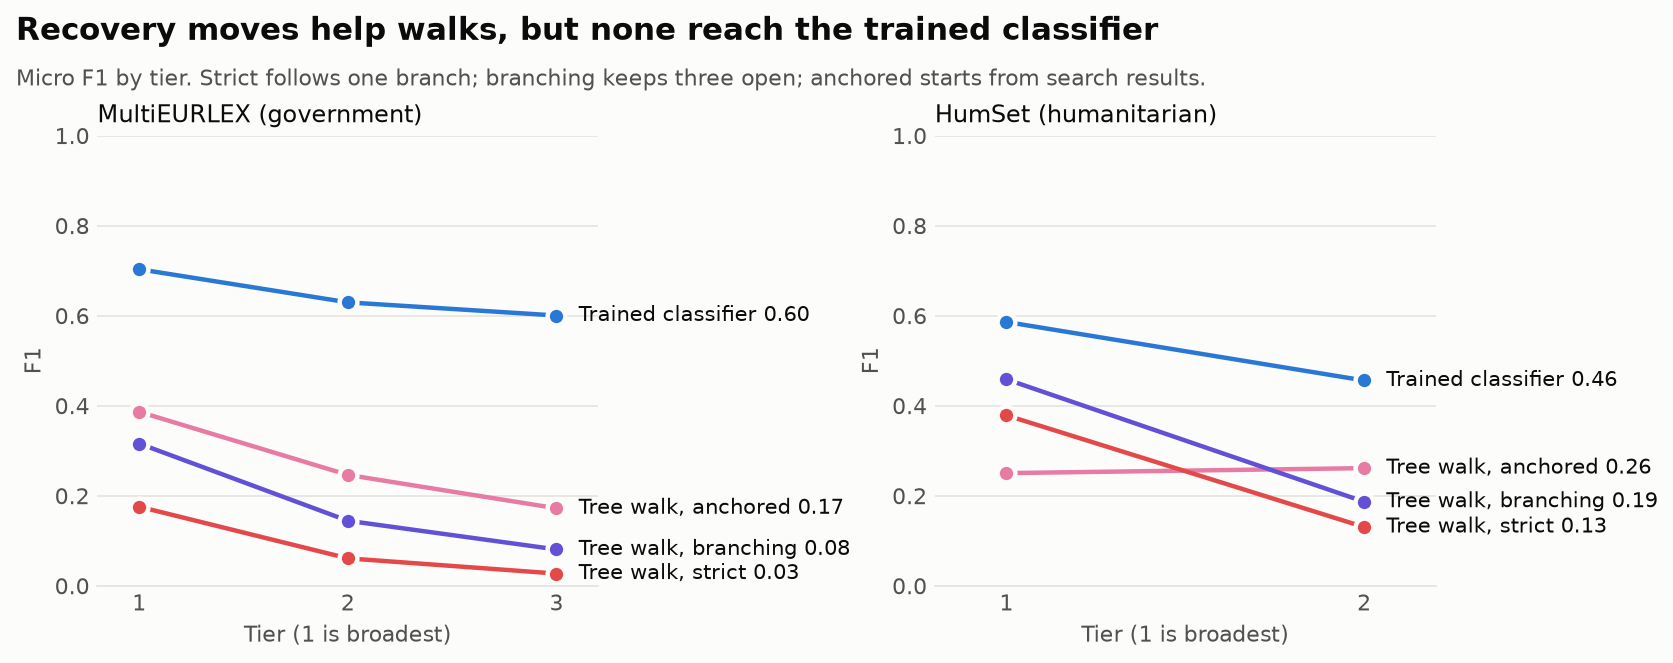 Recovery moves help walks, but none reach the trained classifier
Micro F1 by tier. Strict follows one branch; branching keeps three open; anchored starts from search results.
MultiEURLEX (government)
1.0
0.8
0.6
0.4
0.2
0.0
F1
1
2
3
Tier (1 is broadest)
Trained classifier 0.60
Tree walk, anchored 0.17
Tree walk, branching 0.08
Tree walk, strict 0.03
HumSet (humanitarian)
1.0
0.8
0.6
0.4
0.2
0.0
F1
1
2
Tier (1 is broadest)
Trained classifier 0.46
Tree walk, anchored 0.26
Tree walk, branching 0.19
Tree walk, strict 0.13